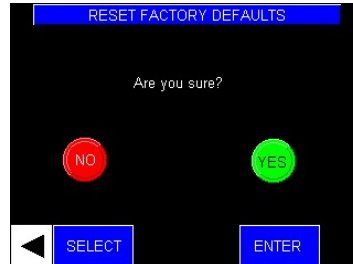 RESET FACTORY DEFAULTS
Are you sure?
NO YES
SELECT ENTER